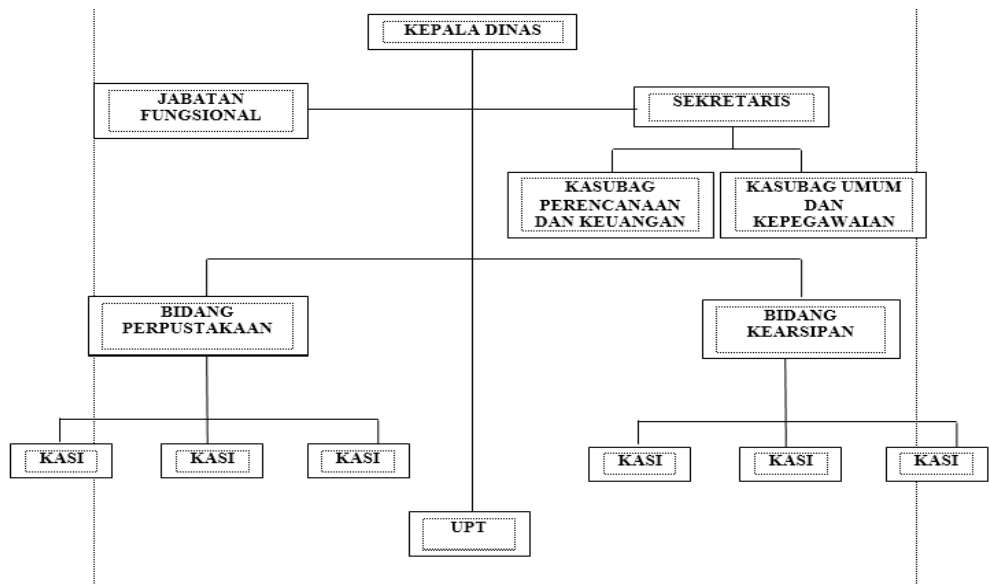 KEPALA DINAS
JABATAN
FUNGSIONAL
SEKRETARIS
KASUBAG
PERENCANAAN
DAN KEUANGAN
KASUBAG UMUM
DAN
KEPEGAWAIAN
BIDANG
PERPUSTAKAAN
BIDANG
KEARSIPAN
KASI
KASI
KASI
KASI
KASI
KASI
UPT